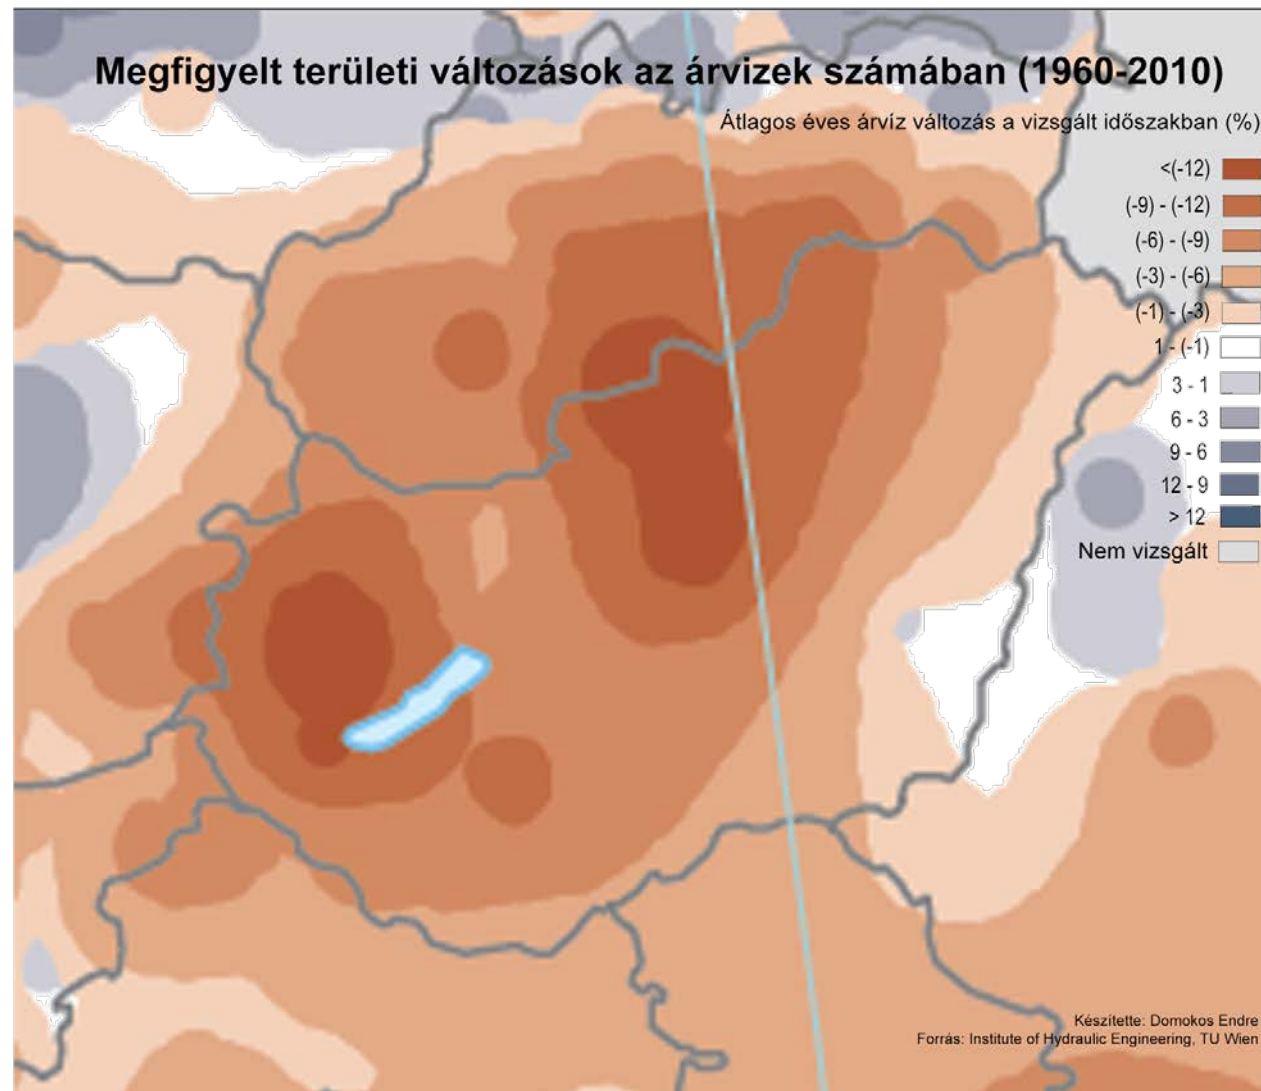 Megfigyelt területi változások az árvizek számában (1960-2010)
Átlagos éves árvíz változás a vizsgált időszakban (%)
<(-12)
(-9) - (-12)
(-6) - (-9)
(-3) - (-6)
(-1) - (-3)
1 - (-1)
3 - 1
6 - 3
9 - 6
12 - 9
> 12
Nem vizsgált
Készítette: Domokos Endre
Forrás: Institute of Hydraulic Engineering, TU Wien